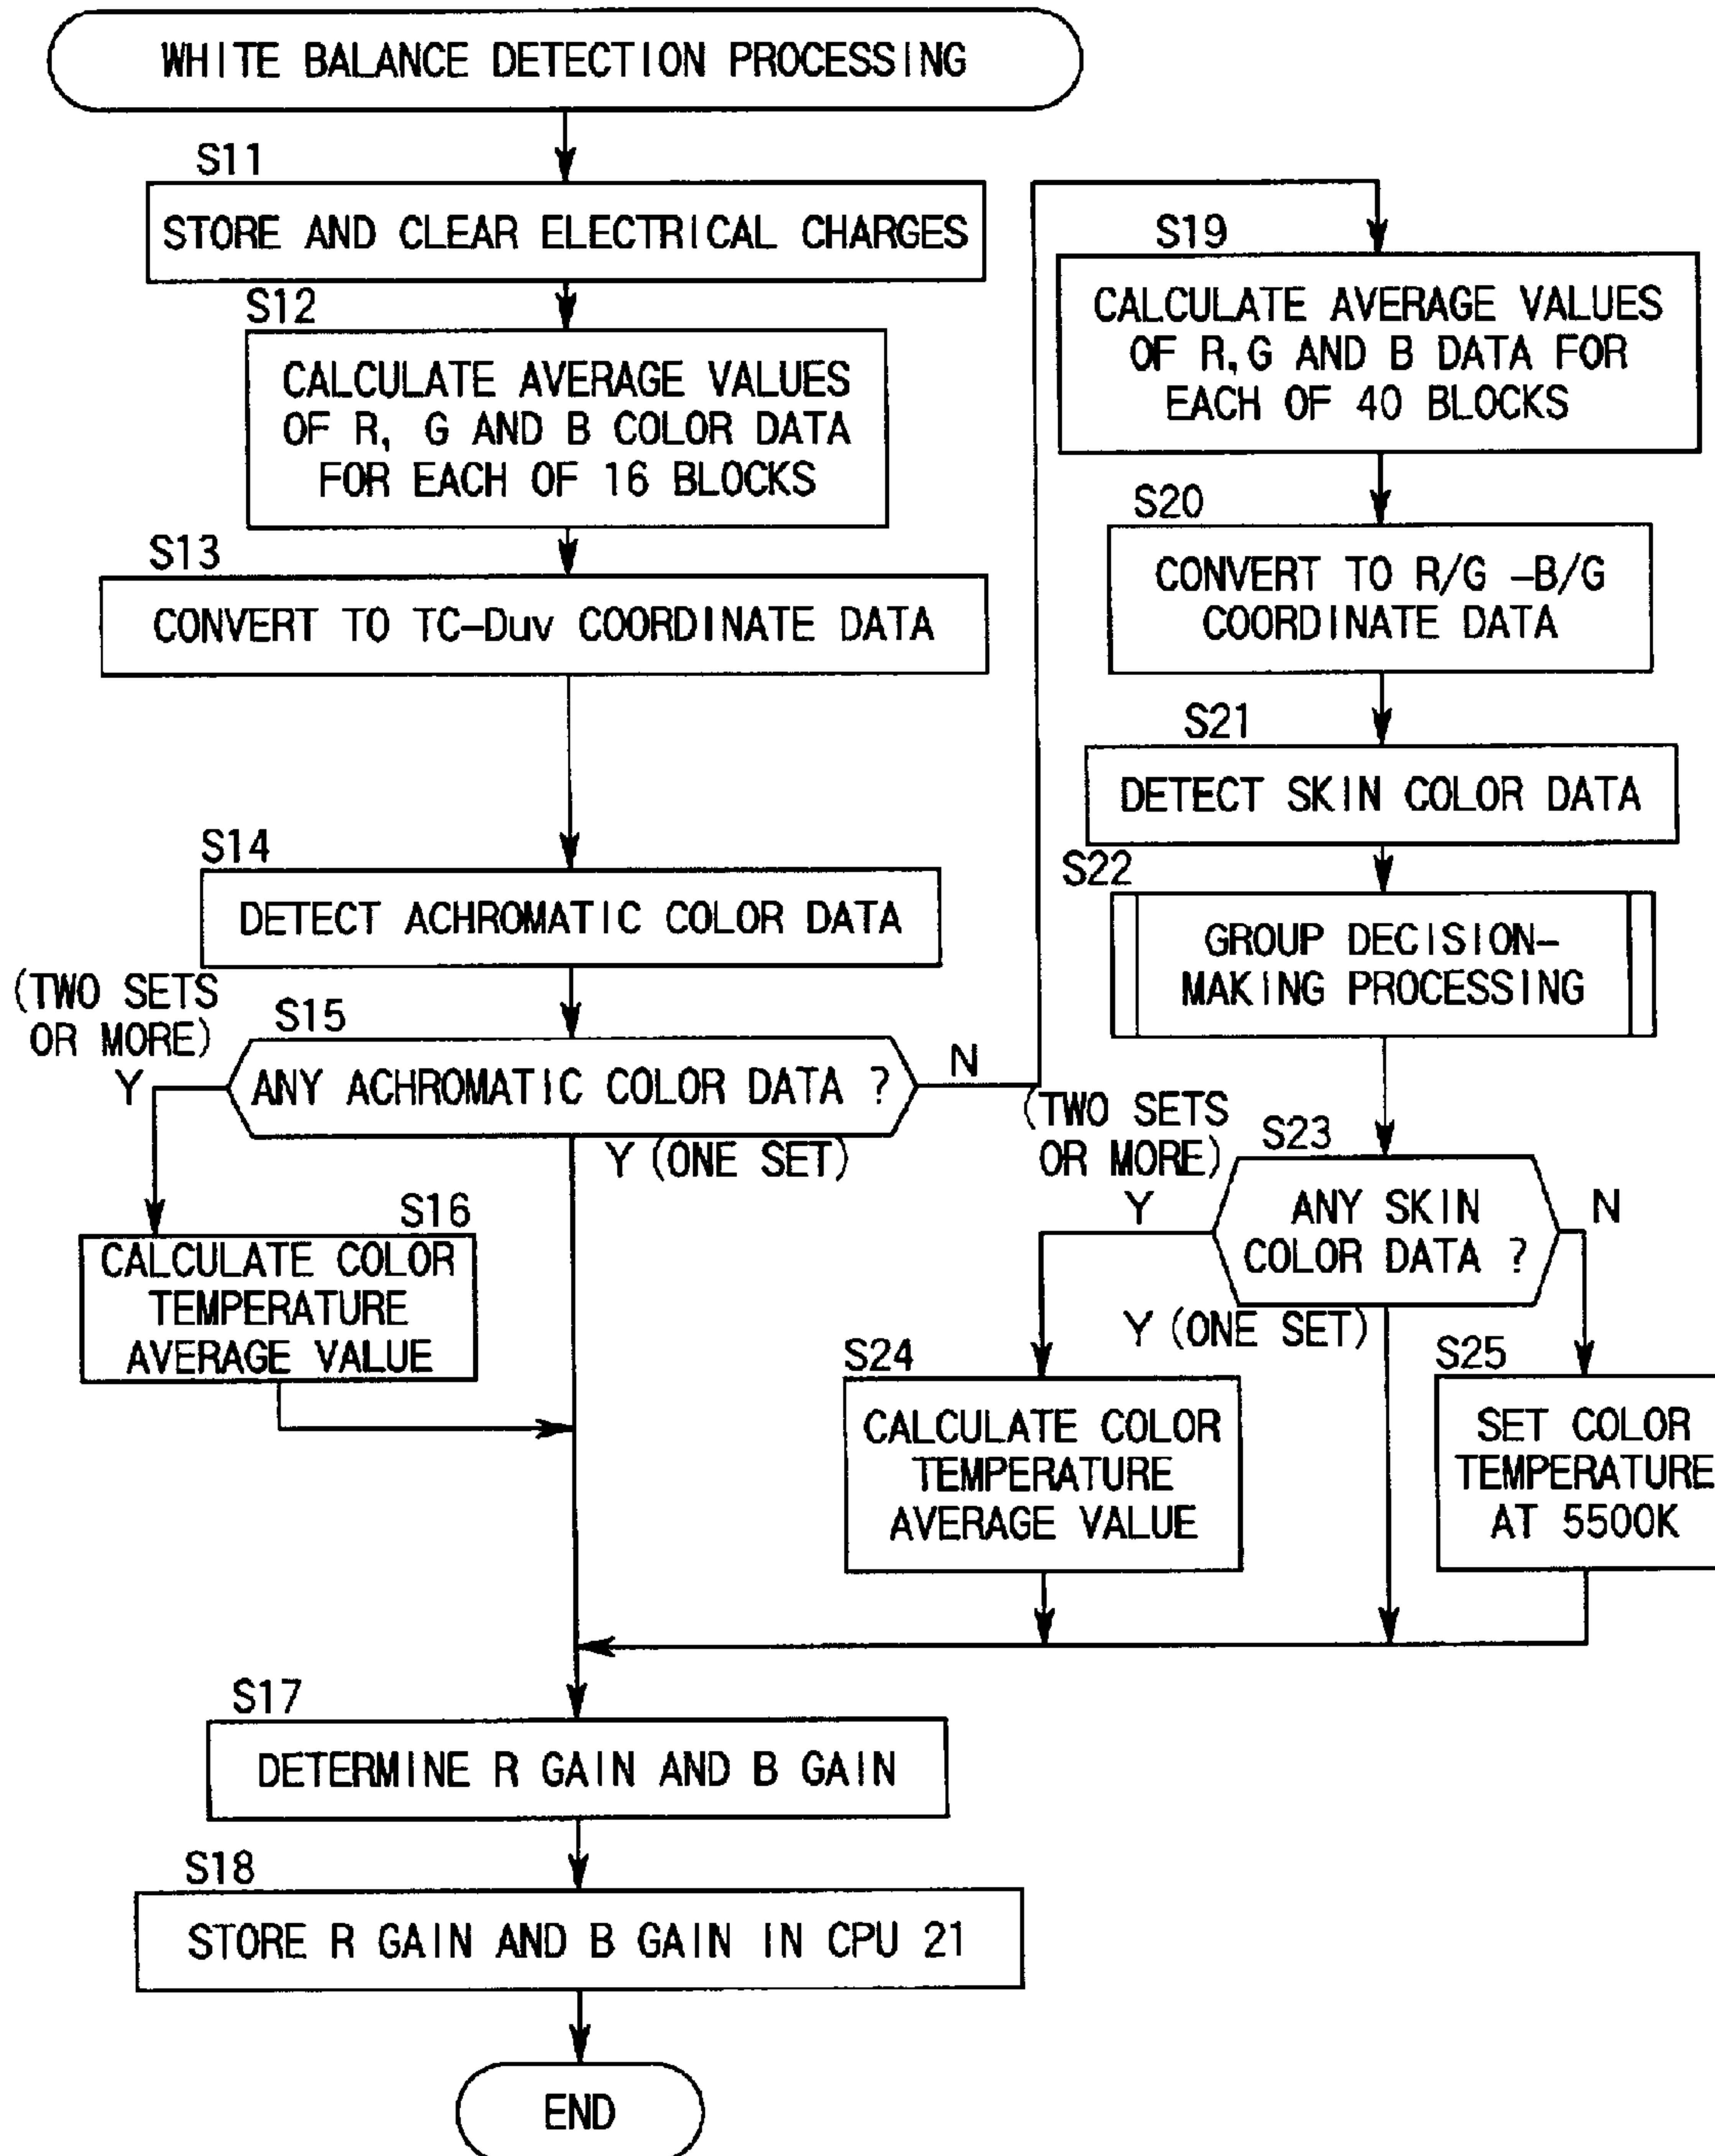 WHITE BALANCE DETECTION PROCESSING
S11
STORE AND CLEAR ELECTRICAL CHARGES
S12
CALCULATE AVERAGE VALUES
OF R, G AND B COLOR DATA
FOR EACH OF 16 BLOCKS
S13
CONVERT TO TC-Duv COORDINATE DATA
S14
DETECT ACHROMATIC COLOR DATA
(TWO SETS
OR MORE)
Y
S15
ANY ACHROMATIC COLOR DATA ?
N
Y (ONE SET)
S16
CALCULATE COLOR
TEMPERATURE
AVERAGE VALUE
S19
CALCULATE AVERAGE VALUES
OF R,G AND B DATA FOR
EACH OF 40 BLOCKS
S20
CONVERT TO R/G -B/G
COORDINATE DATA
S21
DETECT SKIN COLOR DATA
S22
GROUP DECISION-
MAKING PROCESSING
(TWO SETS
OR MORE)
Y
S23
ANY SKIN
COLOR DATA ?
N
Y (ONE SET)
S24
CALCULATE COLOR
TEMPERATURE
AVERAGE VALUE
S25
SET COLOR
TEMPERATURE
AT 5500K
S17
DETERMINE R GAIN AND B GAIN
S18
STORE R GAIN AND B GAIN IN CPU 21
END